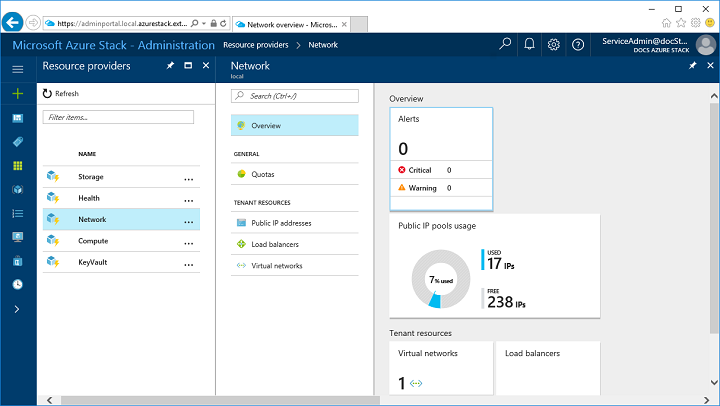 https://adminportal.local.azurestack.ext...
Network overview - Micros...
Microsoft Azure Stack - Administration
Resource providers > Network
ServiceAdmin@docSt...
DOCS AZURE STACK
Resource providers
Refresh
Filter items...
NAME
Storage ...
Health ...
Network ...
Compute ...
KeyVault ...
Network
local
Search (Ctrl+/)
Overview
GENERAL
Quotas
TENANT RESOURCES
Public IP addresses
Load balancers
Virtual networks
Overview
Alerts
0
Critical 0
Warning 0
Public IP pools usage
7% used
USED
17 IPs
FREE
238 IPs
Tenant resources
Virtual networks
1
Load balancers